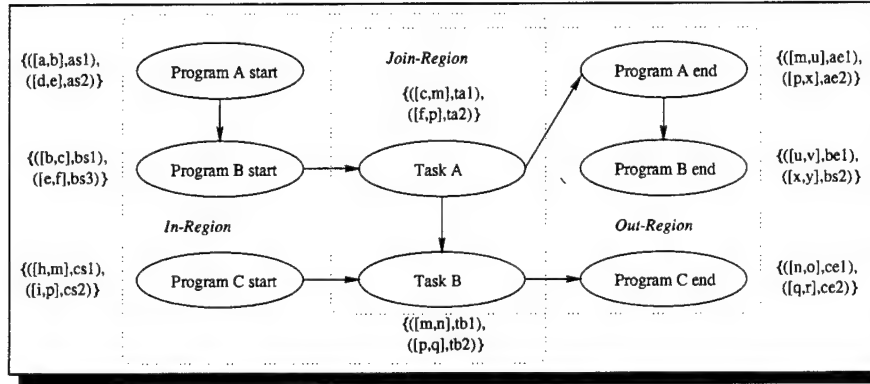 {([a,b],as1),
([d,e],as2)}
Program A start
Join-Region
{([c,m],ta1),
([f,p],ta2)}
Program A end
{([m,u],ae1),
([p,x],ae2)}
{([b,c],bs1)
([e,f],bs3)}
Program B start
Task A
Program B end
{([u,v],be1)
([x,y],bs2)}
In-Region
Out-Region
{([h,m],cs1)
([i,p],cs2)}
Program C start
Task B
Program C end
{([n,o],ce1)
([q,r],ce2)}
{([m,n],tb1),
([p,q],tb2)}